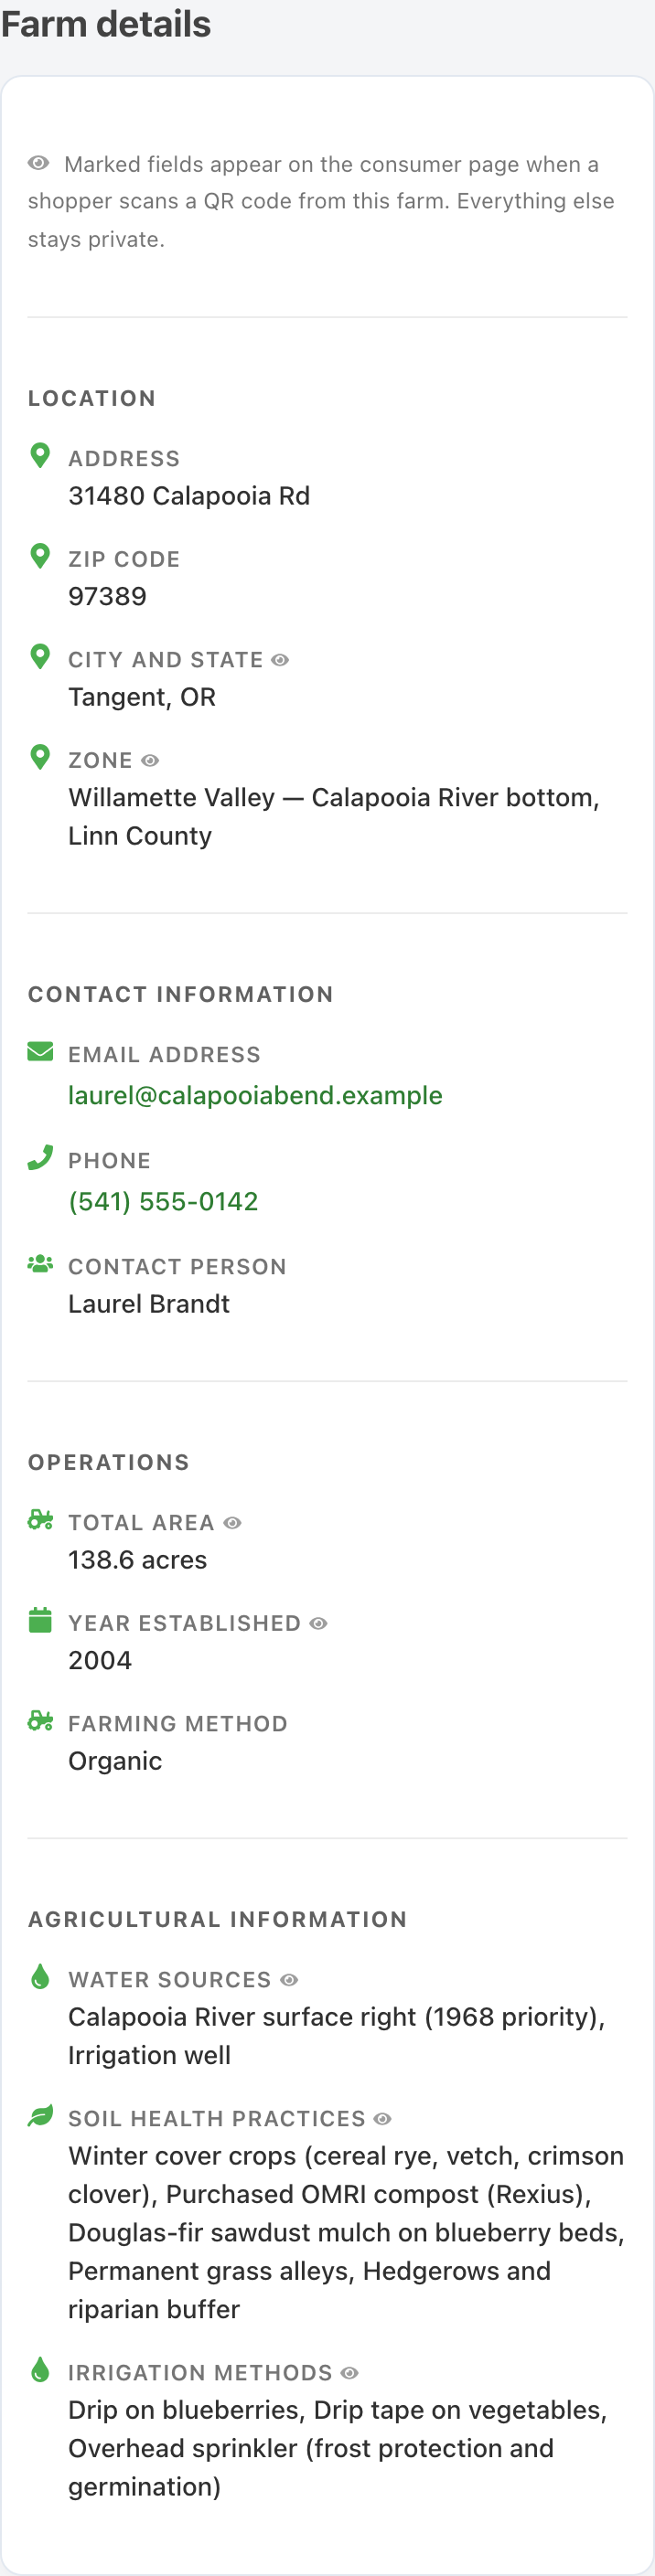 Farm details
Marked fields appear on the consumer page when a
shopper scans a QR code from this farm. Everything else
stays private.
LOCATION
ADDRESS
31480 Calapooia Rd
ZIP CODE
97389
CITY AND STATE
Tangent, OR
ZONE
Willamette Valley — Calapooia River bottom,
Linn County
CONTACT INFORMATION
EMAIL ADDRESS
laurel@calapooiabend.example
PHONE
(541) 555-0142
CONTACT PERSON
Laurel Brandt
OPERATIONS
TOTAL AREA
138.6 acres
YEAR ESTABLISHED
2004
FARMING METHOD
Organic
AGRICULTURAL INFORMATION
WATER SOURCES
Calapooia River surface right (1968 priority),
Irrigation well
SOIL HEALTH PRACTICES
Winter cover crops (cereal rye, vetch, crimson
clover), Purchased OMRI compost (Rexius),
Douglas-fir sawdust mulch on blueberry beds,
Permanent grass alleys, Hedgerows and
riparian buffer
IRRIGATION METHODS
Drip on blueberries, Drip tape on vegetables,
Overhead sprinkler (frost protection and
germination)